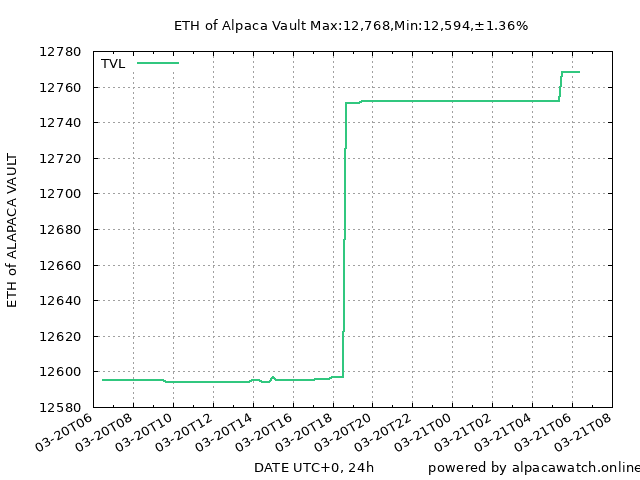 ETH of Alpaca Vault Max:12,768,Min:12,594,±1.36%
TVL
12780
12760
12740
12720
12700
12680
12660
12640
12620
12600
12580
ETH of ALAPACA VAULT
03-20T06
03-20T08
03-20T10
03-20T12
03-20T14
03-20T16
03-20T18
03-20T20
03-20T22
03-21T00
03-21T02
03-21T04
03-21T06
03-21T08
DATE UTC+0, 24h
powered by alpacawatch.online